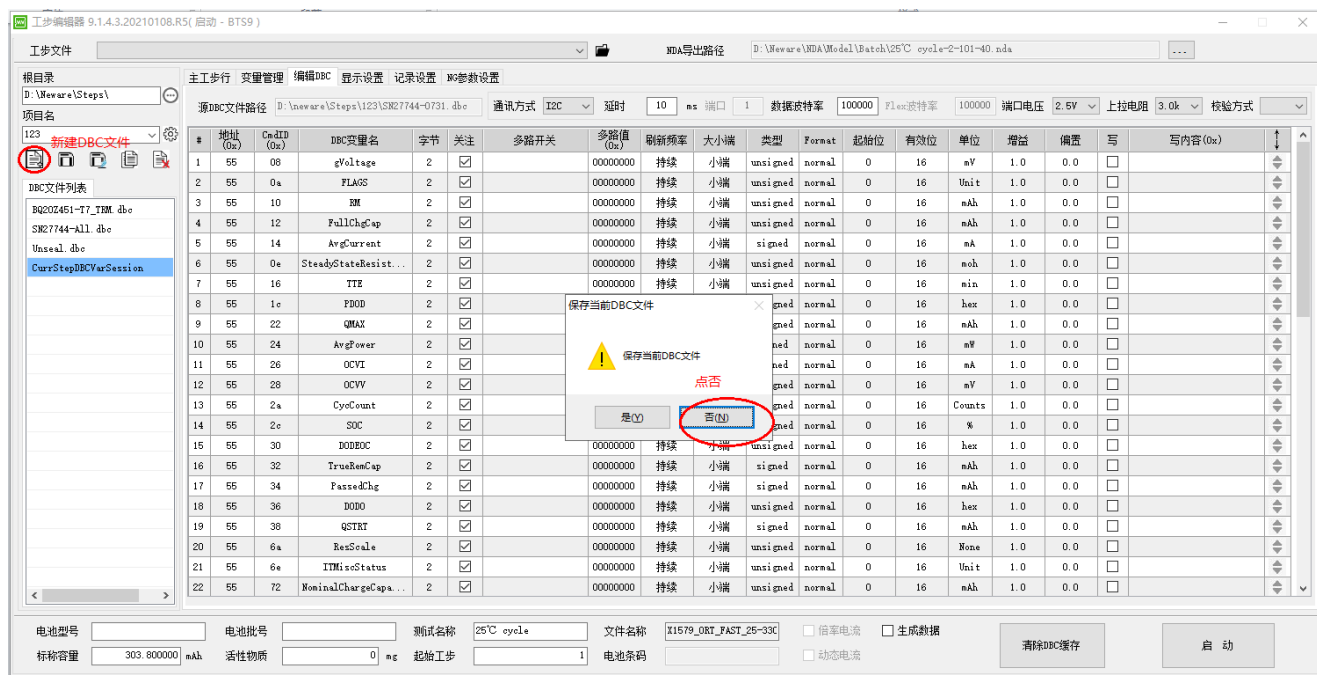 工步编辑器 9.1.4.3.20210108.R5( 启动 - BTS9 )
工步文件 NDA导出路径 D:\Neware\NDA\Model\Batch\25℃ cycle-2-101-40.nda ...
根目录
D:\Neware\Steps\
项目名
123
新建DBC文件
DBC文件列表
BQ20Z451-T7_TRM.dbc
SN27744-All.dbc
Unseal.dbc
CurrStepDBCVarSession
主工步行 变量管理 编辑DBC 显示设置 记录设置 NG参数设置
源DBC文件路径 D:\neware\Steps\123\SN27744-0731.dbc 通讯方式 I2C 延时 10 ms 端口 1 数据波特率 100000 Flex波特率 100000 端口电压 2.5V 上拉电阻 3.0k 校验方式
# 地址(0x) CmdID(0x) DBC变量名 字节 关注 多路开关 多路值(0x) 刷新频率 大小端 类型 Format 起始位 有效位 单位 增益 偏置 写 写内容(0x)
1 55 08 gVoltage 2 00000000 持续 小端 unsigned normal 0 16 mV 1.0 0.0
2 55 0a FLAGS 2 00000000 持续 小端 unsigned normal 0 16 Unit 1.0 0.0
3 55 10 RM 2 00000000 持续 小端 unsigned normal 0 16 mAh 1.0 0.0
4 55 12 FullChgCap 2 00000000 持续 小端 unsigned normal 0 16 mAh 1.0 0.0
5 55 14 AvgCurrent 2 00000000 持续 小端 signed normal 0 16 mA 1.0 0.0
6 55 0e SteadyStateResist... 2 00000000 持续 小端 unsigned normal 0 16 moh 1.0 0.0
7 55 16 TTE 2 00000000 持续 小端 unsigned normal 0 16 min 1.0 0.0
8 55 1c PDOD 2 gned normal 0 16 hex 1.0 0.0
9 55 22 QMAX 2 gned normal 0 16 mAh 1.0 0.0
10 55 24 AvgPower 2 ned normal 0 16 mW 1.0 0.0
11 55 26 OCVI 2 ned normal 0 16 mA 1.0 0.0
12 55 28 OCVV 2 gned normal 0 16 mV 1.0 0.0
13 55 2a CycCount 2 gned normal 0 16 Counts 1.0 0.0
14 55 2c SOC 2 gned normal 0 16 % 1.0 0.0
15 55 30 DODEOC 2 00000000 持续 小端 unsigned normal 0 16 hex 1.0 0.0
16 55 32 TrueRemCap 2 00000000 持续 小端 signed normal 0 16 mAh 1.0 0.0
17 55 34 PassedChg 2 00000000 持续 小端 signed normal 0 16 mAh 1.0 0.0
18 55 36 DOD0 2 00000000 持续 小端 unsigned normal 0 16 hex 1.0 0.0
19 55 38 QSTRT 2 00000000 持续 小端 signed normal 0 16 mAh 1.0 0.0
20 55 6a ResScale 2 00000000 持续 小端 unsigned normal 0 16 None 1.0 0.0
21 55 6e ITMiscStatus 2 00000000 持续 小端 unsigned normal 0 16 Unit 1.0 0.0
22 55 72 NominalChargeCapa... 2 00000000 持续 小端 unsigned normal 0 16 mAh 1.0 0.0
保存当前DBC文件
保存当前DBC文件
点否
是(Y) 否(N)
电池型号 电池批号 测试名称 25℃ cycle 文件名称 X1579_ORT_FAST_25-33C 倍率电流 生成数据
标称容量 303.800000 mAh 活性物质 0 mg 起始工步 1 电池条码 动态电流
清除DBC缓存 启 动